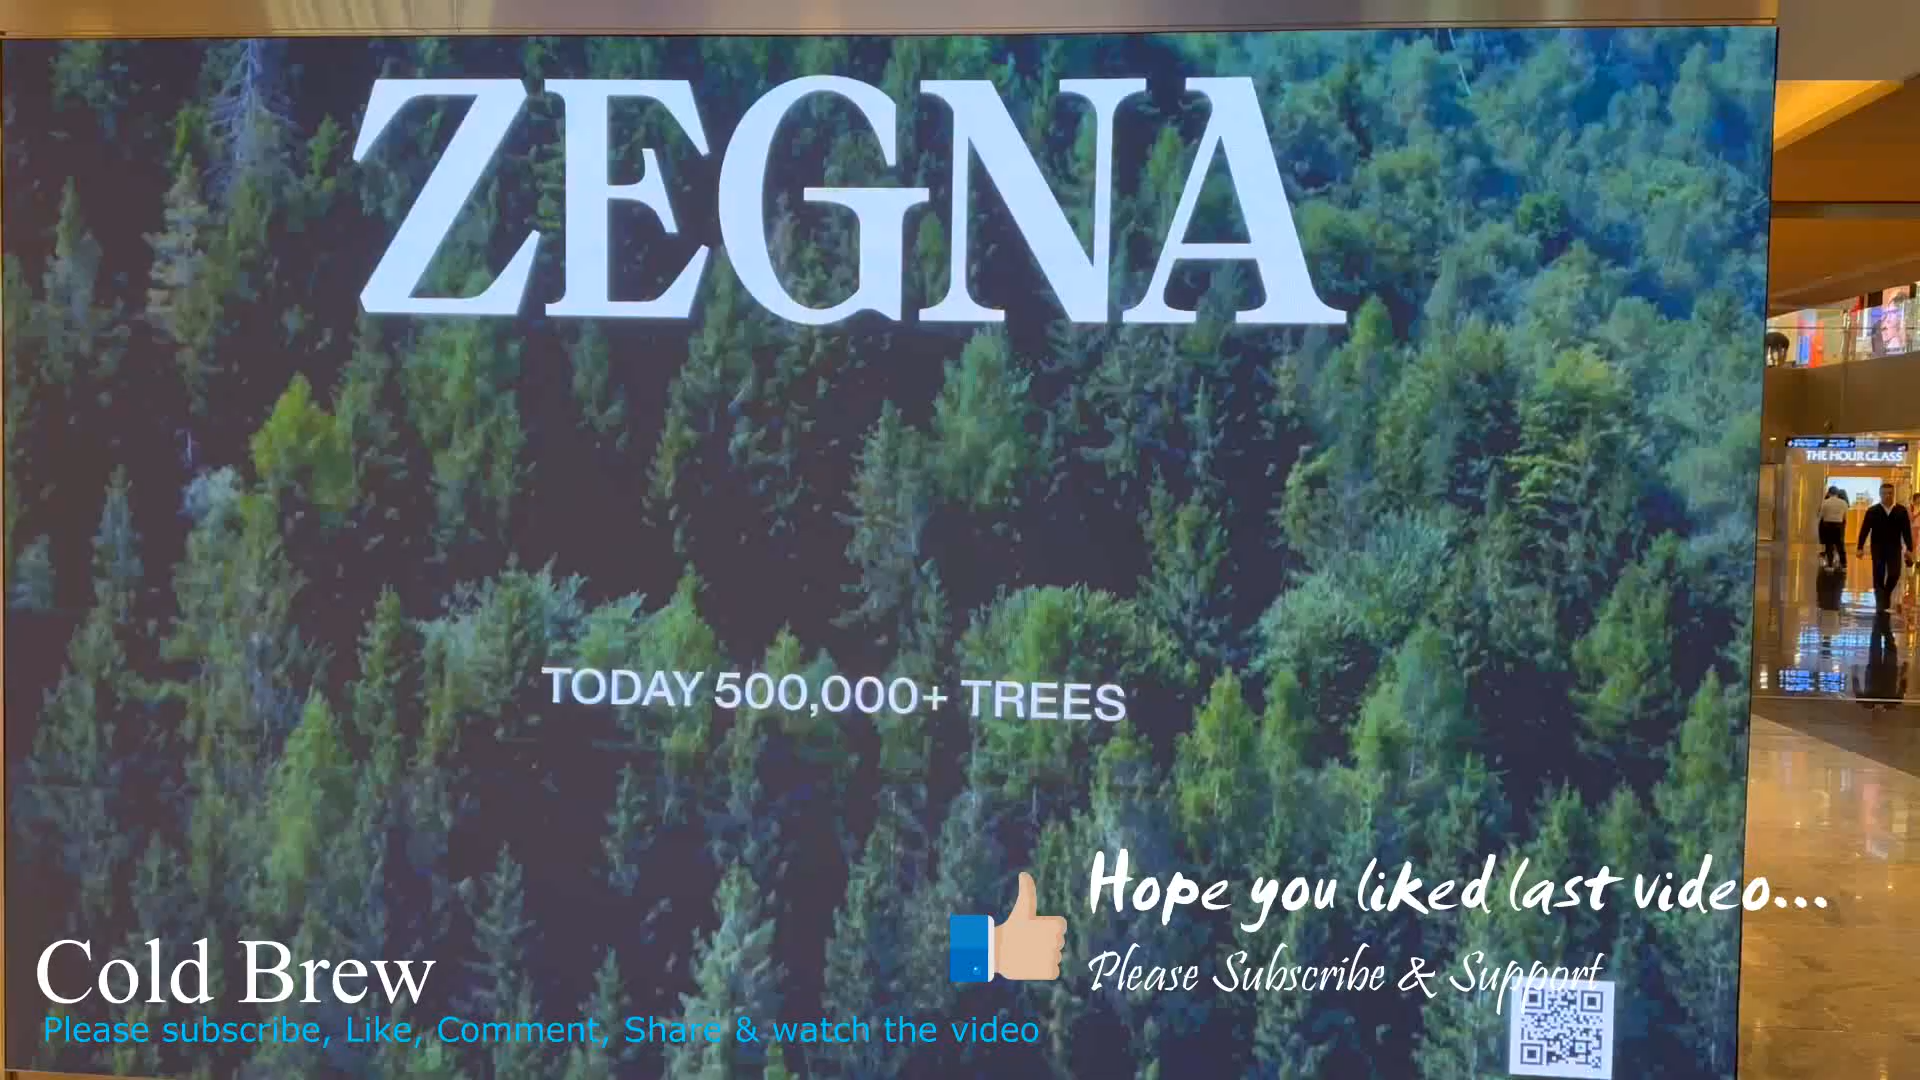 ZEGNA
THE HOUR GLASS
TODAY 500,000+ TREES
Hope you liked last video...
Please Subscribe & Support
Cold Brew
Please subscribe, Like, Comment, Share & watch the video